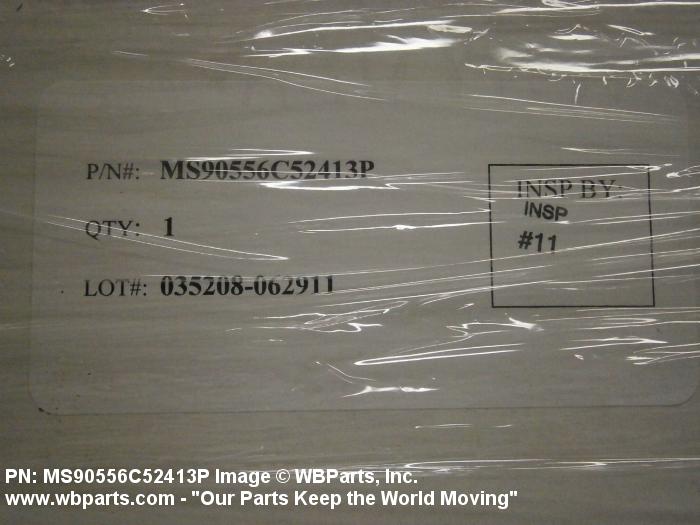 P/N#: MS90556C52413P
QTY: 1
LOT#: 035208-062911
INSP BY:
INSP
#11
PN: MS90556C52413P Image © WBParts, Inc.
www.wbparts.com - "Our Parts Keep the World Moving"